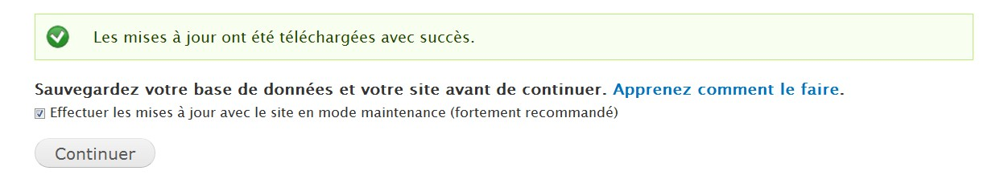 Les mises à jour ont été téléchargées avec succès.
Sauvegardez votre base de données et votre site avant de continuer. Apprenez comment le faire.
Effectuer les mises à jour avec le site en mode maintenance (fortement recommandé)
Continuer